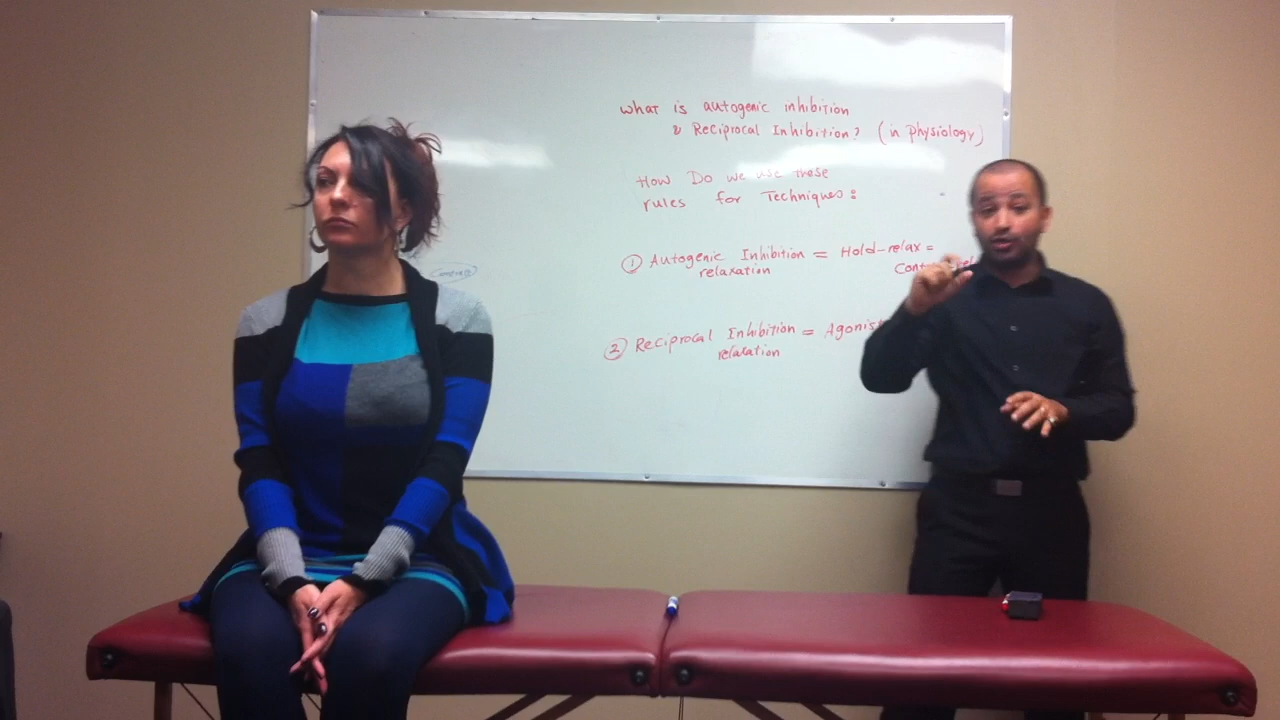 what is autogenic inhibition
& Reciprocal Inhibition? (in physiology)
How Do we use these
rules for Techniques:
① Autogenic Inhibition = Hold-relax =
relaxation
② Reciprocal Inhibition = Agonis
relaxation